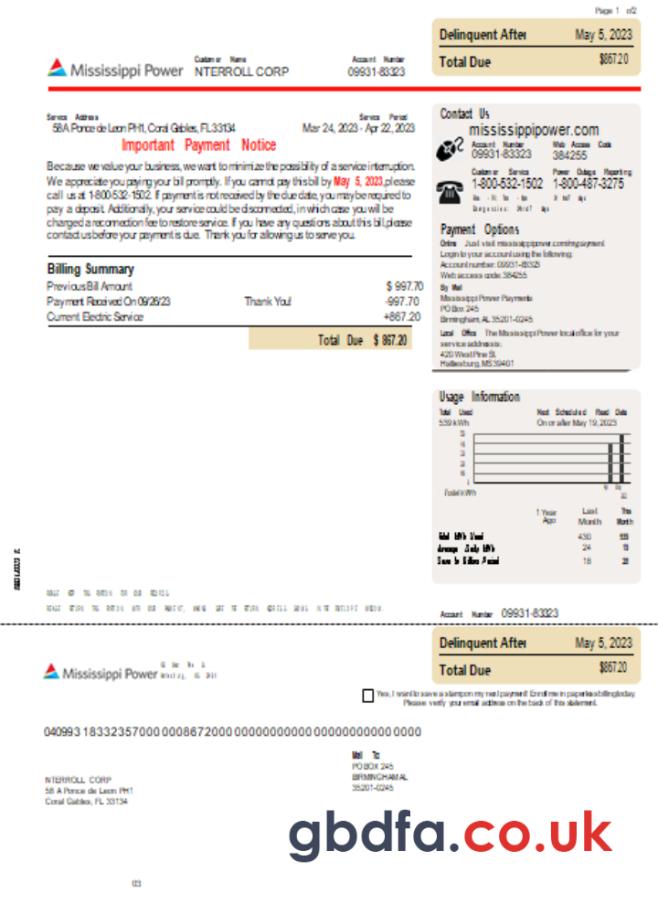 Page 1 of2
Delinquent After May 5, 2023
Total Due $867.20
Mississippi Power
Customer Name
NTERROLL CORP
Account Number
09931-83323
Service Address
58A Ponce de Leon PH1, Coral Gables, FL33134
Service Period
Mar 24, 2023 - Apr 22, 2023
Important Payment Notice
Because we value your business, we want to minimize the possibility of a service interruption.
We appreciate you paying your bill promptly. If you cannot pay this bill by May 5, 2023,please
call us at 1-800-532-1502. If payment is not received by the due date, you may be required to
pay a deposit. Additionally, your service could be disconnected, in which case you will be
charged a reconnection fee to restore service. If you have any questions about this bill,please
contact us before your payment is due. Thank you for allowing us to serve you.
Billing Summary
Previous Bill Amount $ 997.70
Payment Received On 09/26/23 Thank You! -997.70
Current Electric Service +867.20
Total Due $ 867.20
Contact Us
mississippipower.com
Account Number
09931-83323
Web Access Code
384255
Customer Service
1-800-532-1502
Power Outage Reporting
1-800-487-3275
Payment Options
Online Just visit mississippipower.com/mypayment
Login to your account using the following:
Account number: 09931-83323
Web access code: 384255
By Mail
Mississippi Power Payments
PO Box 245
Birmingham, AL 35201-0245
Local Office The Mississippi Power local office for your
service address is:
420 West Pine St.
Hattiesburg, MS 39401
Usage Information
Total Used
539 kWh
Next Scheduled Read Date
On or after May 19, 2023
Total kWh
1 Year Ago
Last Month
This Month
Total kWh Used 430
Average Daily kWh 24
Days in Billing Period 18
Account Number 09931-83323
Delinquent After May 5, 2023
Total Due $867.20
Mississippi Power
Yes, I want to save a stamp on my next payment! Enroll me in paperless billing today.
Please verify your email address on the back of this statement.
040993 18332357000 0008672000 0000000000000 0000000000000 0000
Mail To
PO BOX 245
BIRMINGHAM AL
35201-0245
NTERROLL CORP
58 A Ponce de Leon PH1
Coral Gables, FL 33134
gbdfa.co.uk
03